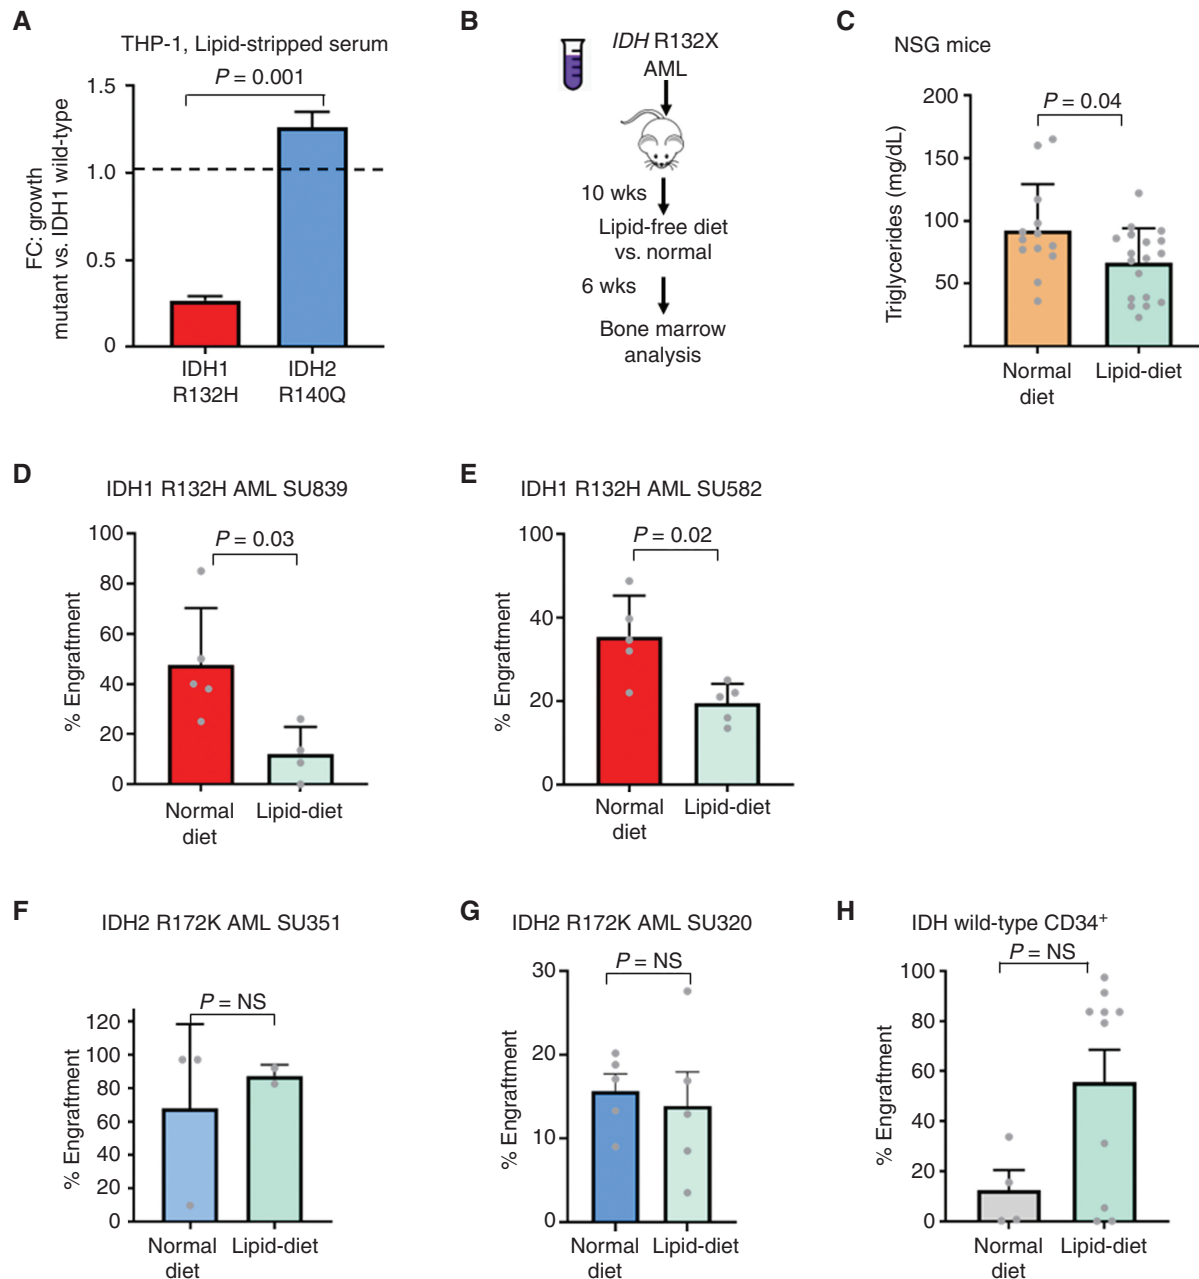 A
THP-1, Lipid-stripped serum
P = 0.001
FC: growth
mutant vs. IDH1 wild-type
1.5
1.0
0.5
0
IDH1
R132H
IDH2
R140Q
B
IDH R132X
AML
10 wks
Lipid-free diet
vs. normal
6 wks
Bone marrow
analysis
C
NSG mice
P = 0.04
Triglycerides (mg/dL)
200
150
100
50
Normal
diet
Lipid-diet
D
IDH1 R132H AML SU839
P = 0.03
% Engraftment
100
80
60
40
20
0
Normal
diet
Lipid-diet
E
IDH1 R132H AML SU582
P = 0.02
% Engraftment
100
40
20
0
Normal
diet
Lipid-diet
F
IDH2 R172K AML SU351
P = NS
% Engraftment
120
100
80
60
40
20
0
Normal
diet
Lipid-diet
G
IDH2 R172K AML SU320
P = NS
% Engraftment
30
20
10
0
Normal
diet
Lipid-diet
H
IDH wild-type CD34+
P = NS
% Engraftment
100
80
60
40
20
0
Normal
diet
Lipid-diet